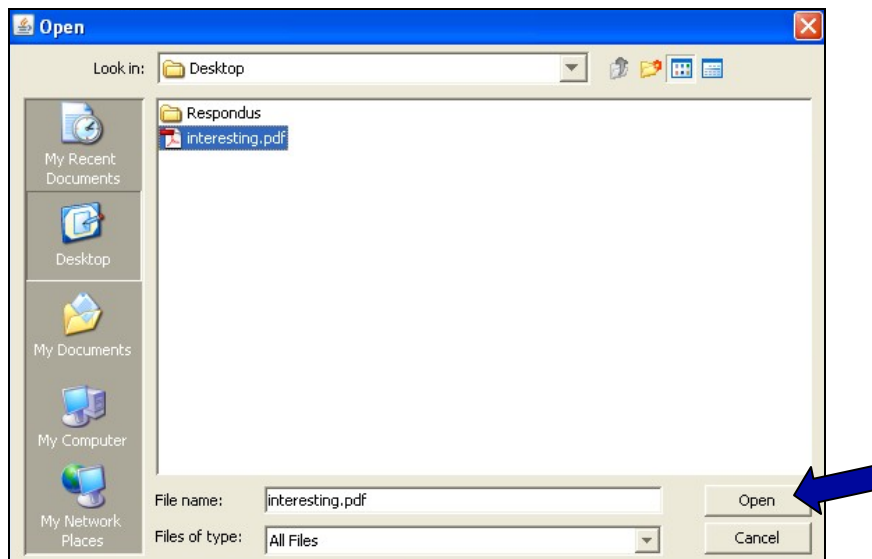 Open
Look in:
Desktop
Respondus
interesting.pdf
My Recent
Documents
Desktop
My Documents
My Computer
My Network
Places
File name:
interesting.pdf
Open
Files of type:
All Files
Cancel